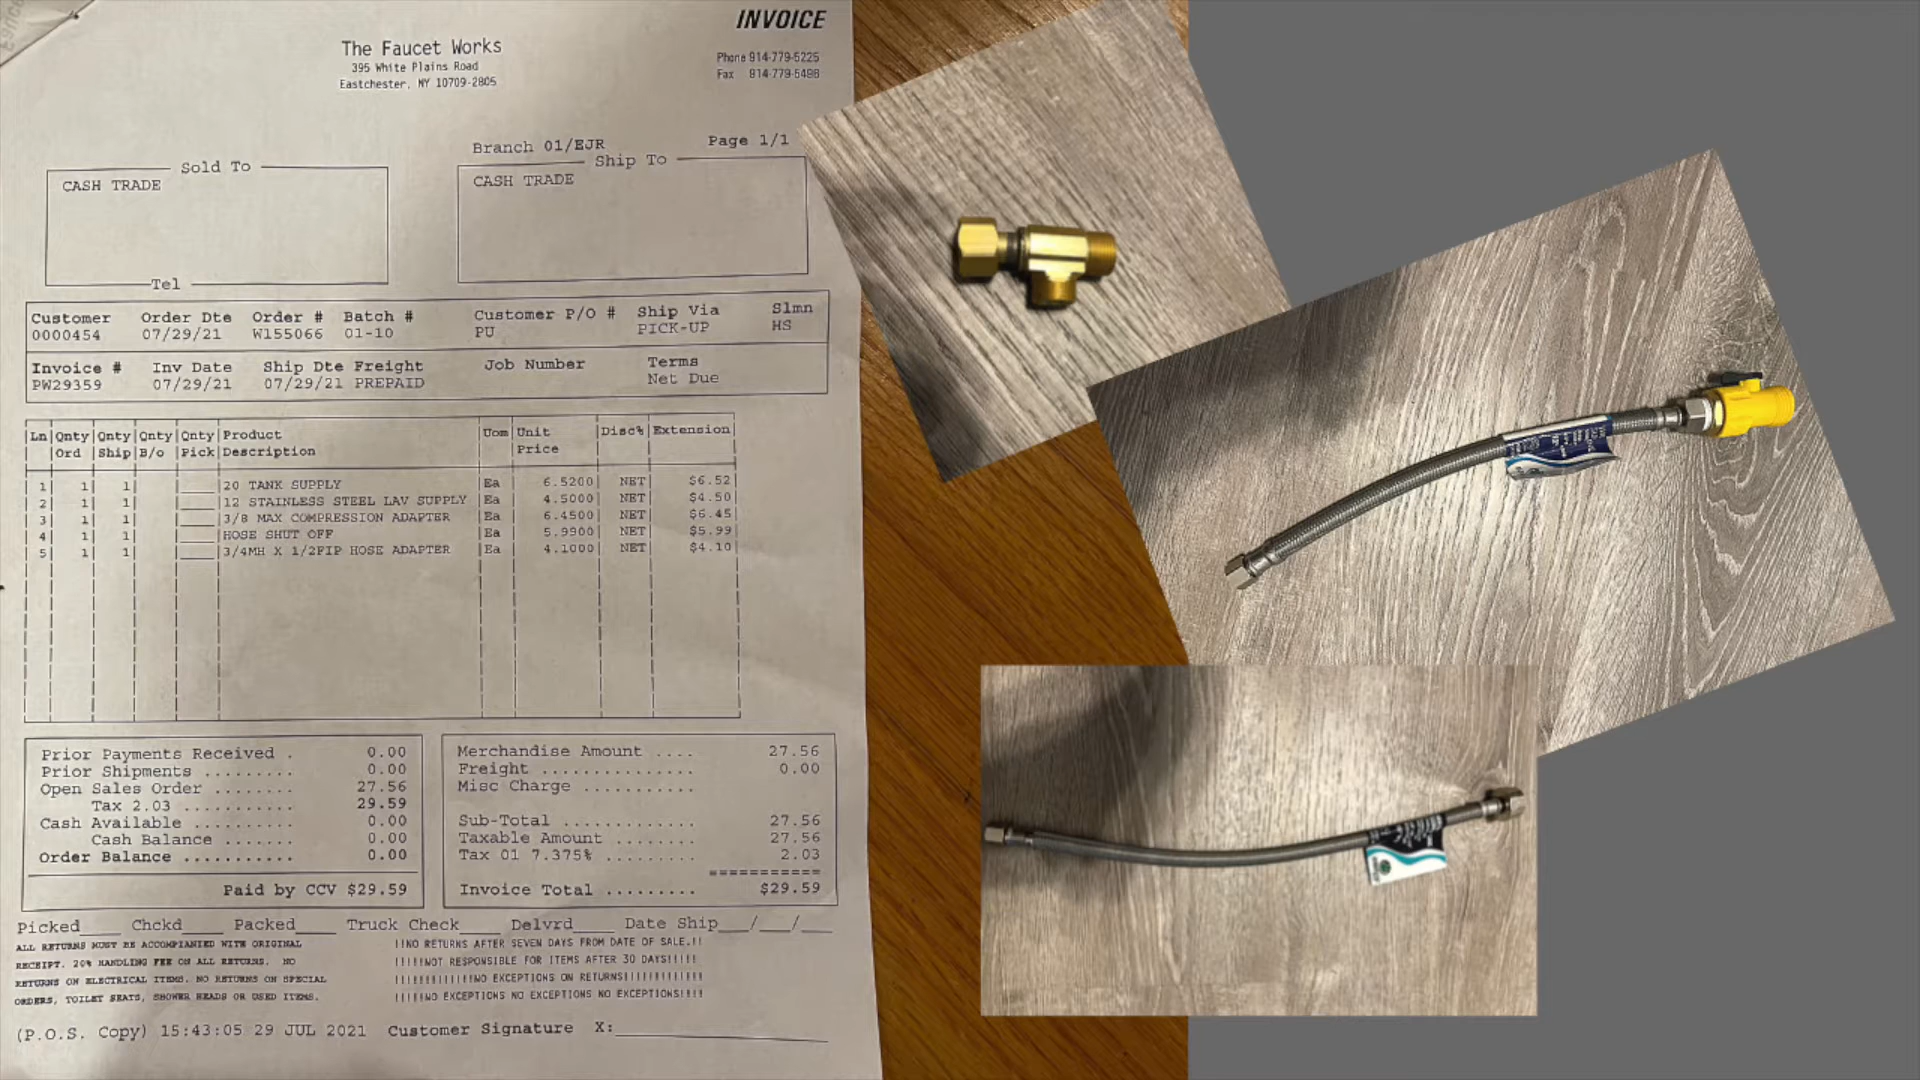 INVOICE
The Faucet Works
395 White Plains Road
Eastchester, NY 10709-2805
Phone 914-779-5225
Fax 914-779-5486
Branch 01/EJR
Page 1/1
Sold To
CASH TRADE
Tel
Ship To
CASH TRADE
Customer Order Dte Order # Batch # Customer P/O # Ship Via Slmn
0000454 07/29/21 W155066 01-10 PU PICK-UP HS
Invoice # Inv Date Ship Dte Freight Job Number Terms
PW29359 07/29/21 07/29/21 PREPAID Net Due
Ln Qnty Qnty Qnty Qnty Product Uom Unit Disc% Extension
Ord Ship B/o Pick Description Price
1 1 1 20 TANK SUPPLY Ea 6.5200 NET $6.52
2 1 1 12 STAINLESS STEEL LAV SUPPLY Ea 4.5000 NET $4.50
3 1 1 3/8 MAX COMPRESSION ADAPTER Ea 6.4500 NET $6.45
4 1 1 HOSE SHUT OFF Ea 5.9900 NET $5.99
5 1 1 3/4MH X 1/2FIP HOSE ADAPTER Ea 4.1000 NET $4.10
Prior Payments Received . 0.00
Prior Shipments ......... 0.00
Open Sales Order ........ 27.56
Tax 2.03 ........... 29.59
Cash Available .......... 0.00
Cash Balance ....... 0.00
Order Balance ........... 0.00
Paid by CCV $29.59
Merchandise Amount .... 27.56
Freight ............... 0.00
Misc Charge ...........
Sub-Total ............. 27.56
Taxable Amount ........ 27.56
Tax 01 7.375% ......... 2.03
===========
Invoice Total ......... $29.59
Picked____ Chckd____ Packed____ Truck Check____ Delvrd____ Date Ship___/___/___
ALL RETURNS MUST BE ACCOMPIANIED WITH ORIGINAL
RECEIPT. 20% HANDLING FEE ON ALL RETURNS. NO
RETURNS ON ELECTRICAL ITEMS. NO RETURNS ON SPECIAL
ORDERS, TOILET SEATS, SHOWER HEADS OR USED ITEMS.
!!NO RETURNS AFTER SEVEN DAYS FROM DATE OF SALE.!!
!!!!!NOT RESPONSIBLE FOR ITEMS AFTER 30 DAYS!!!!!
!!!!!!!!!!!!!NO EXCEPTIONS ON RETURNS!!!!!!!!!!!!!
!!!!!NO EXCEPTIONS NO EXCEPTIONS NO EXCEPTIONS!!!!
(P.O.S. Copy) 15:43:05 29 JUL 2021 Customer Signature X: